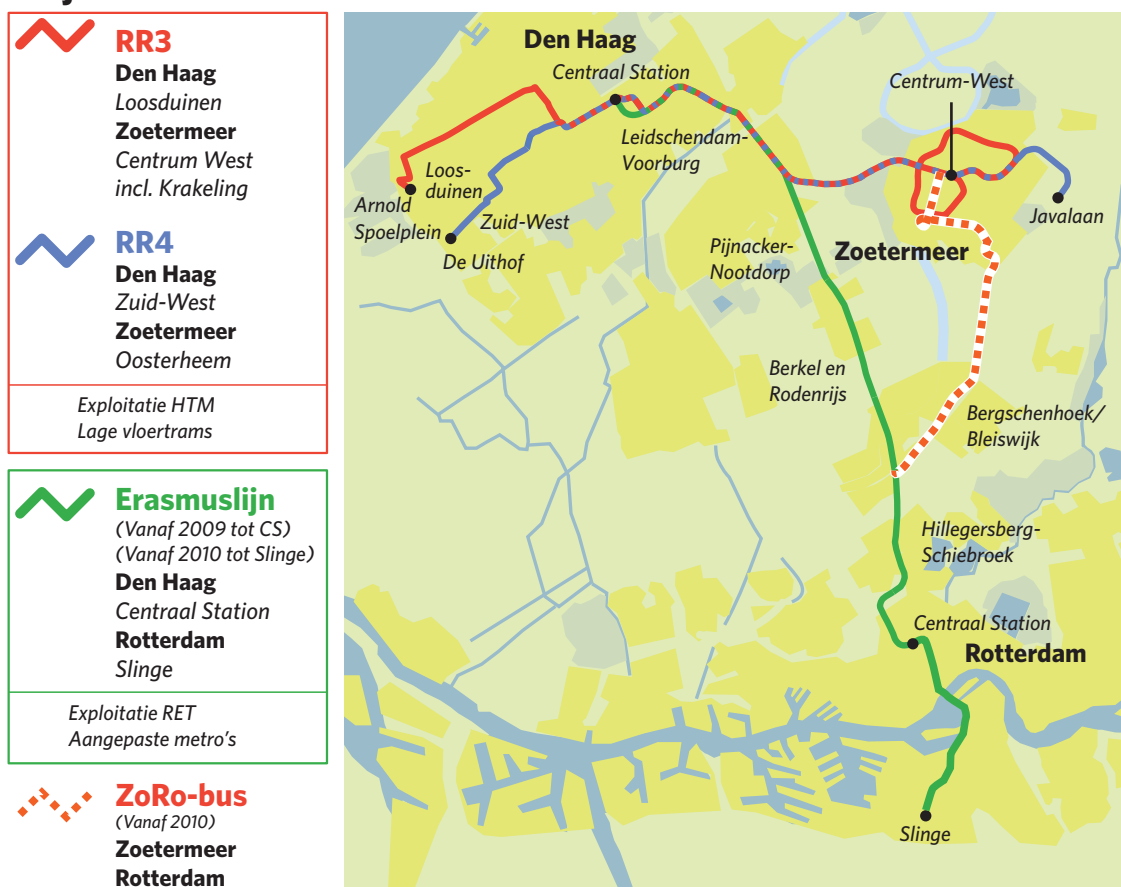 RR3
Den Haag
Loosduinen
Zoetermeer
Centrum West
incl. Krakeling
RR4
Den Haag
Zuid-West
Zoetermeer
Oosterheem
Exploitatie HTM
Lage vloertrams
Erasmuslijn
(Vanaf 2009 tot CS)
(Vanaf 2010 tot Slinge)
Den Haag
Centraal Station
Rotterdam
Slinge
Exploitatie RET
Aangepaste metro's
ZoRo-bus
(Vanaf 2010)
Zoetermeer
Rotterdam
Den Haag
Centraal Station
Centrum-West
Leidschendam-
Voorburg
Loos-
duinen
Arnold
Spoelplein
Zuid-West
De Uithof
Javalaan
Zoetermeer
Pijnacker-
Nootdorp
Berkel en
Rodenrijs
Bergschenhoek/
Bleiswijk
Hillegersberg-
Schiebroek
Centraal Station
Rotterdam
Slinge